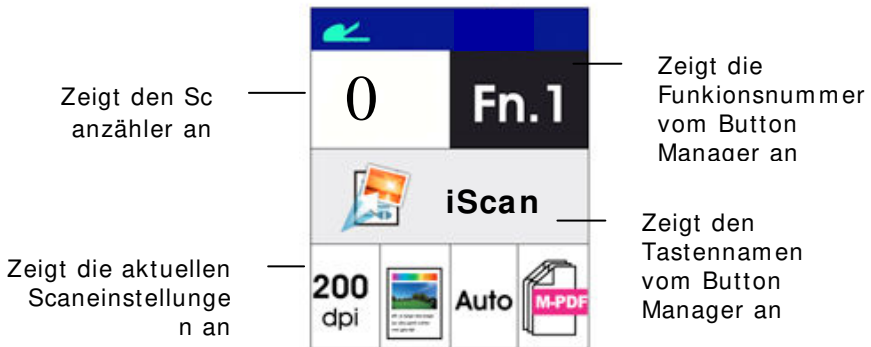 Zeigt den Sc
anzähler an
0
Fn.1
Zeigt die
Funkionsnummer
vom Button
Manager an
iScan
Zeigt den
Tastennamen
vom Button
Manager an
Zeigt die aktuellen
Scaneinstellunge
n an
200
dpi
Auto
M-PDF